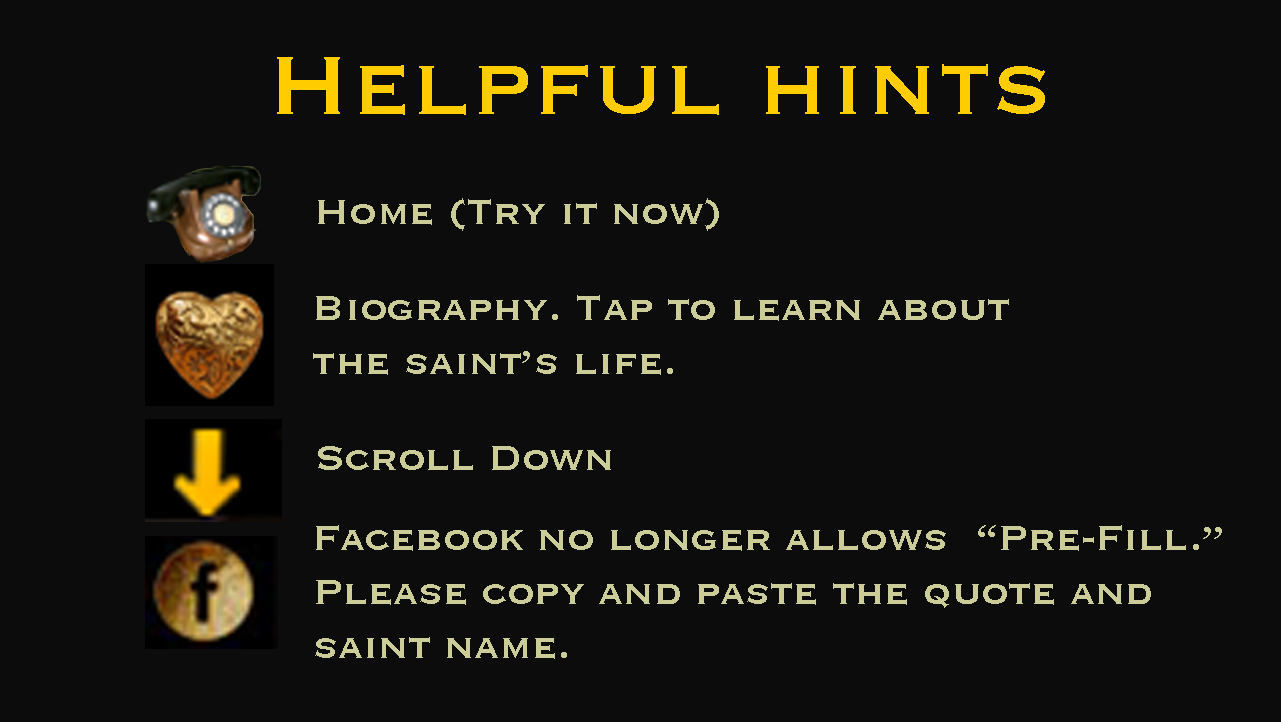 Helpful hints
Home (Try it now)
Biography. Tap to learn about
the saint’s life.
Scroll Down
Facebook no longer allows “Pre-Fill.”
Please copy and paste the quote and
saint name.
f